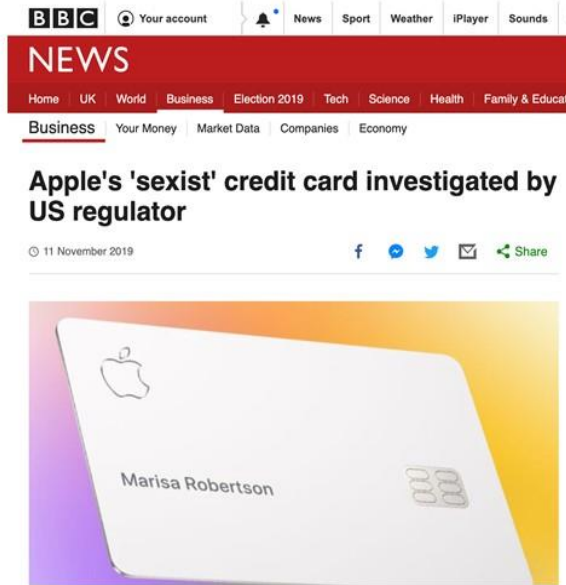 BBC Your account News Sport Weather iPlayer Sounds
NEWS
Home UK World Business Election 2019 Tech Science Health Family & Educat
Business Your Money Market Data Companies Economy
Apple's 'sexist' credit card investigated by
US regulator
11 November 2019 Share
Marisa Robertson